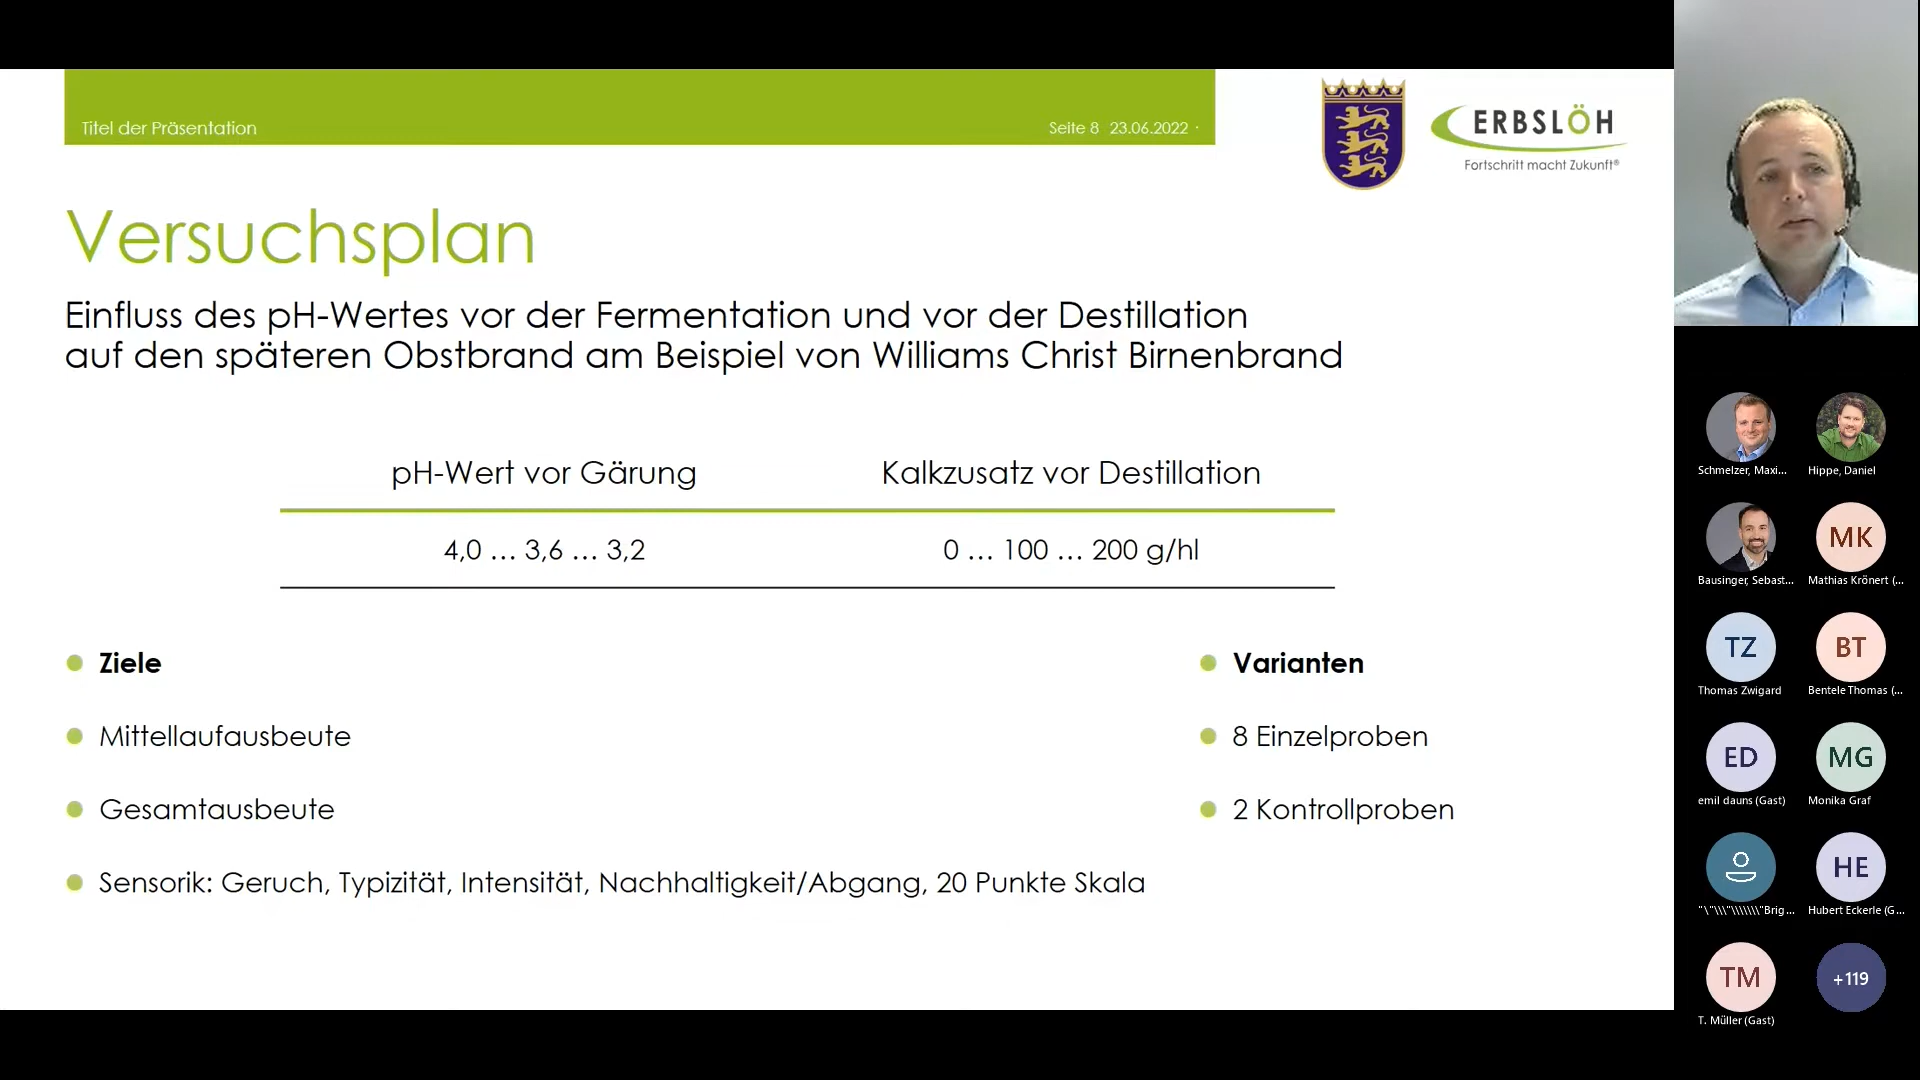 Titel der Präsentation
Seite 8 23.06.2022 ·
ERBSLÖH
Fortschritt macht Zukunft®
Versuchsplan
Einfluss des pH-Wertes vor der Fermentation und vor der Destillation
auf den späteren Obstbrand am Beispiel von Williams Christ Birnenbrand
pH-Wert vor Gärung
Kalkzusatz vor Destillation
4,0 … 3,6 … 3,2
0 … 100 … 200 g/hl
Ziele
Mittellaufausbeute
Gesamtausbeute
Sensorik: Geruch, Typizität, Intensität, Nachhaltigkeit/Abgang, 20 Punkte Skala
Varianten
8 Einzelproben
2 Kontrollproben
Schmelzer, Maxi...
Hippe, Daniel
Bausinger, Sebast...
MK
Mathias Krönert (...
TZ
Thomas Zwigard
BT
Bentele Thomas (...
ED
emil dauns (Gast)
MG
Monika Graf
"\"\\\"\\\\\\\"Brig...
HE
Hubert Eckerle (G...
TM
T. Müller (Gast)
+119